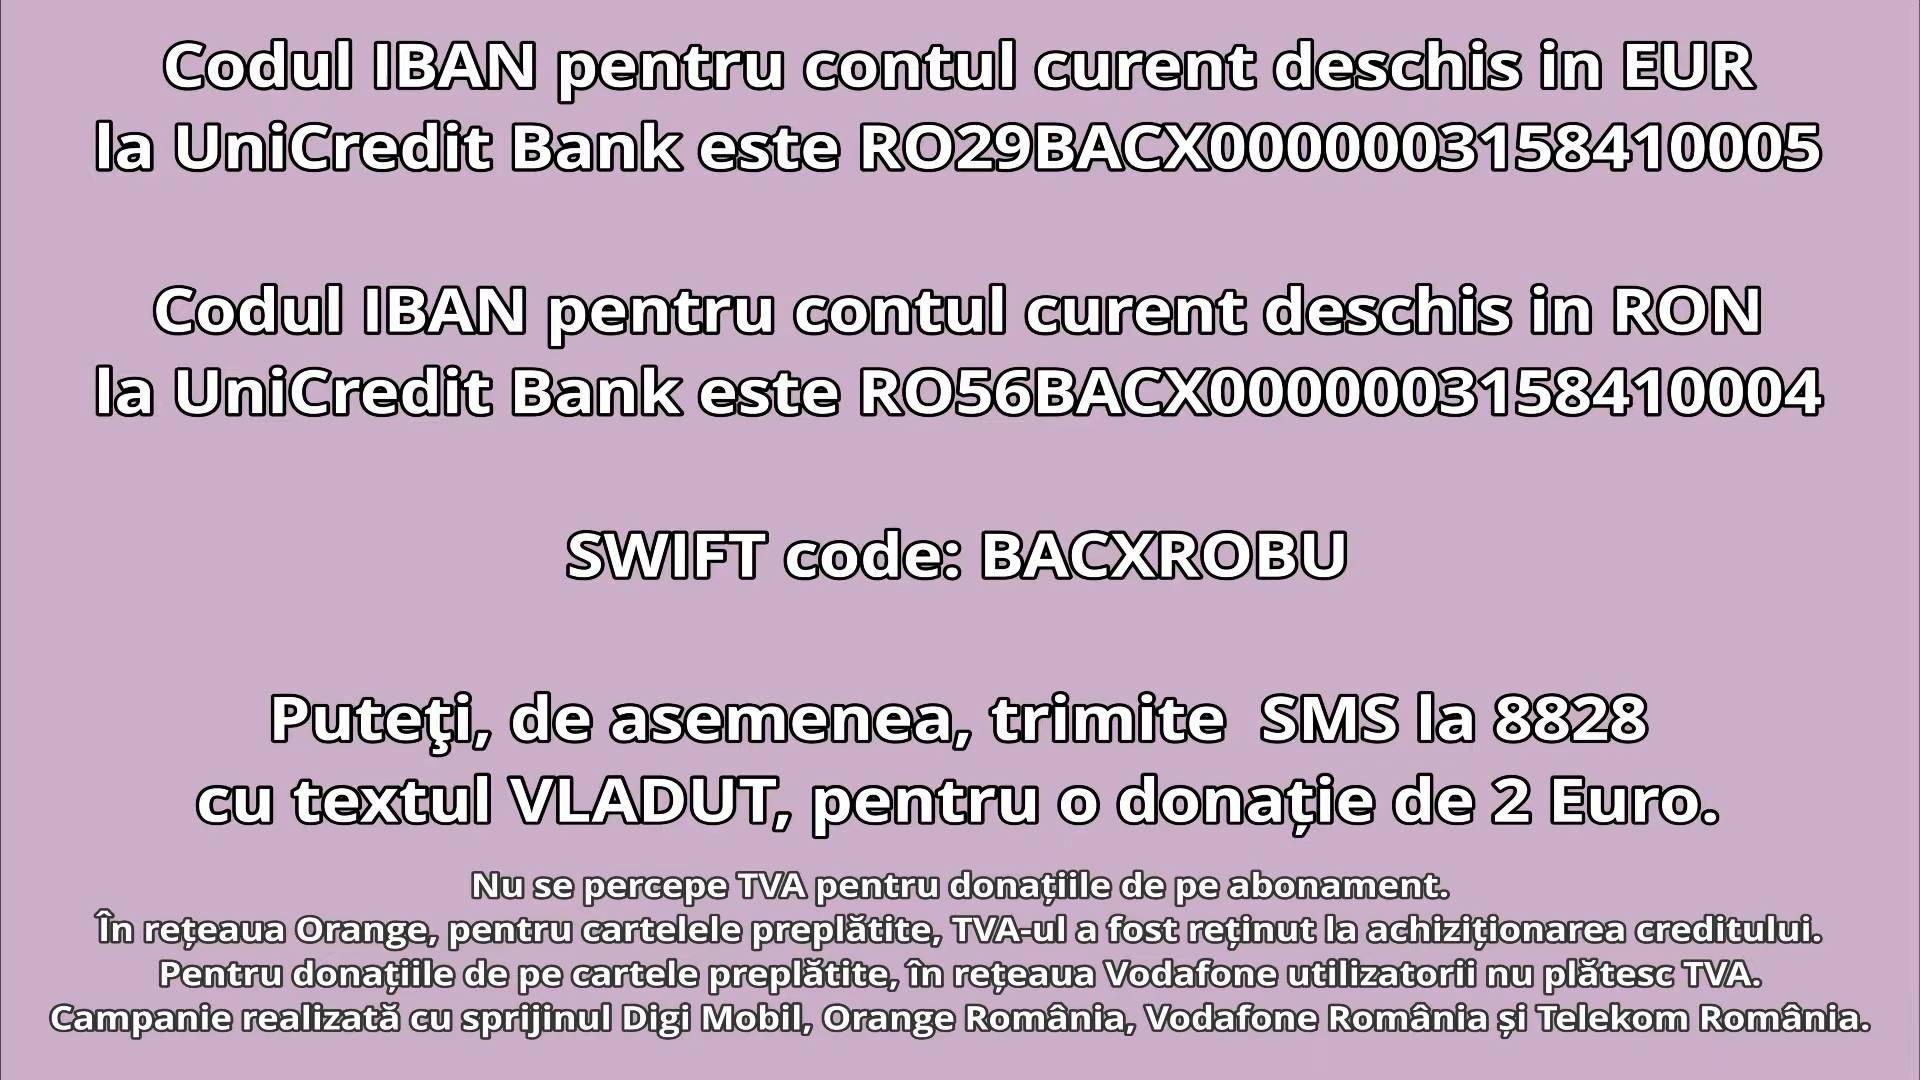 Codul IBAN pentru contul curent deschis in EUR
la UniCredit Bank este RO29BACX0000003158410005
Codul IBAN pentru contul curent deschis in RON
la UniCredit Bank este RO56BACX0000003158410004
SWIFT code: BACXROBU
Puteţi, de asemenea, trimite  SMS la 8828
cu textul VLADUT, pentru o donație de 2 Euro.
Nu se percepe TVA pentru donațiile de pe abonament.
În rețeaua Orange, pentru cartelele preplătite, TVA-ul a fost reținut la achiziționarea creditului.
Pentru donațiile de pe cartele preplătite, în rețeaua Vodafone utilizatorii nu plătesc TVA.
Campanie realizată cu sprijinul Digi Mobil, Orange România, Vodafone România și Telekom România.